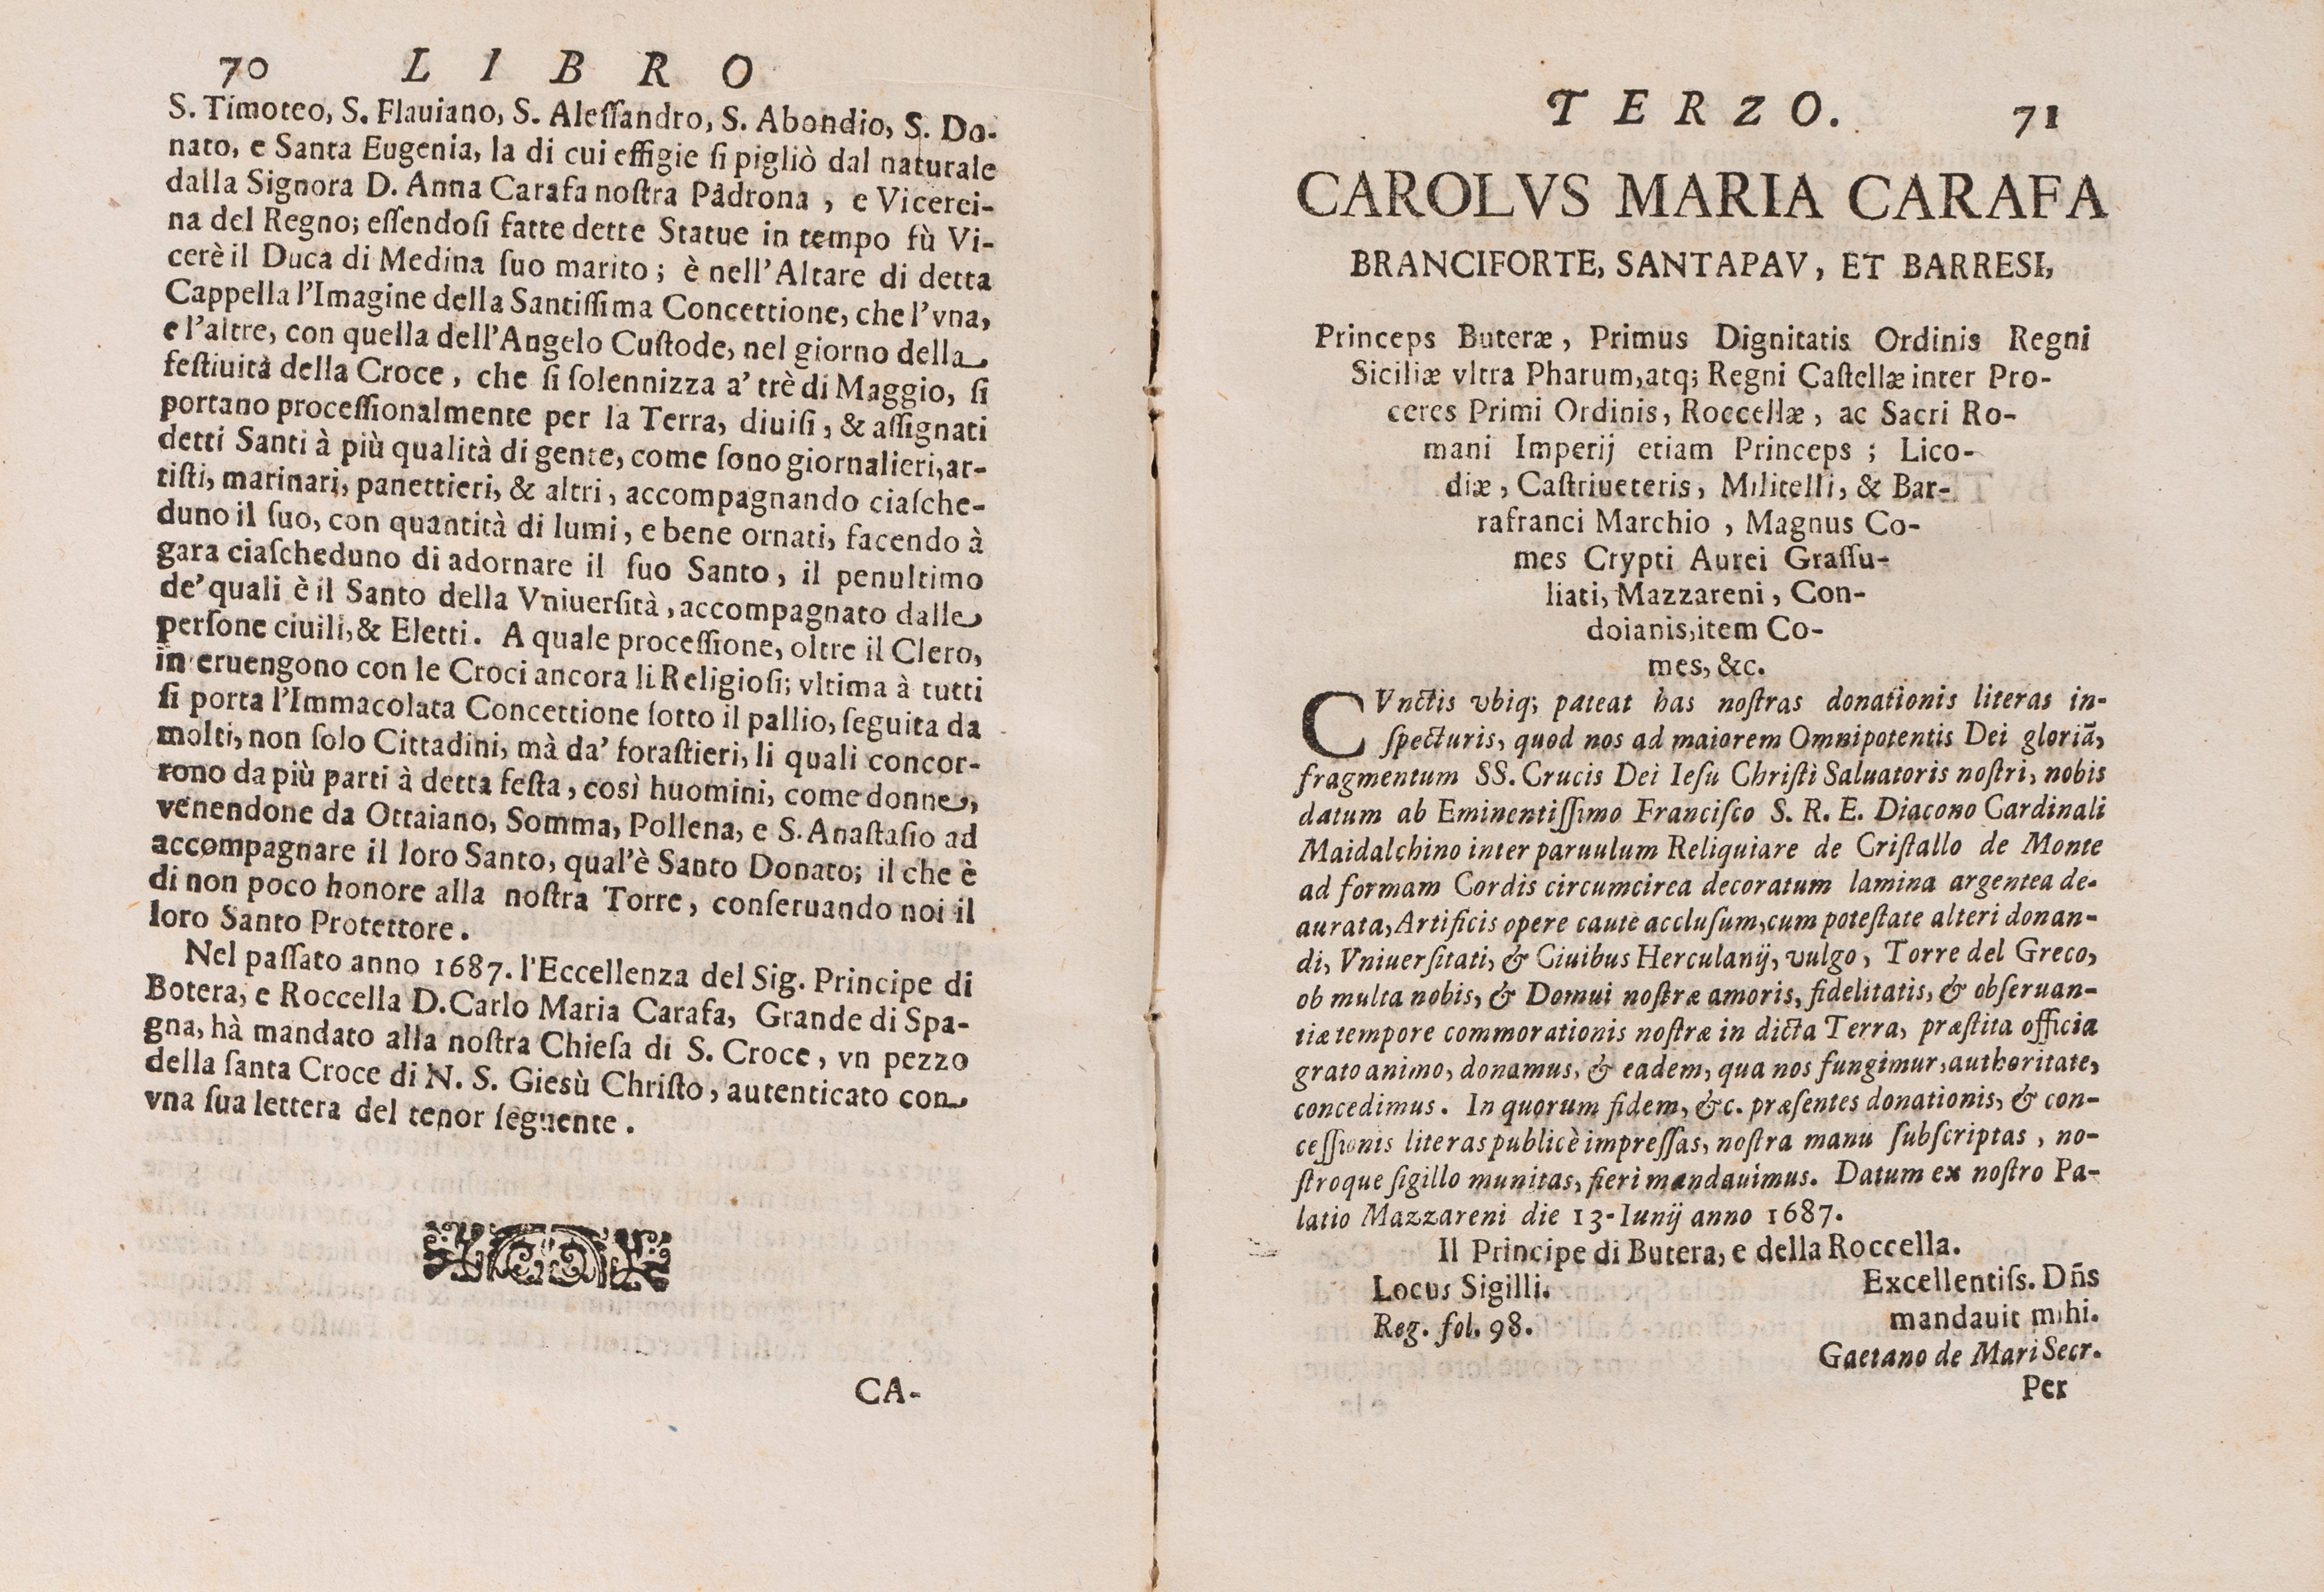 70 LIBRO
S. Timoteo, S. Flauiano, S. Alessandro, S. Abondio, S. Do-
nato, e Santa Eugenia, la di cui effigie si pigliò dal naturale
dalla Signora D. Anna Carafa nostra Padrona, e Vicerei-
na del Regno; essendosi fatte dette Statue in tempo fù Vi-
cerè il Duca di Medina suo marito; è nell'Altare di detta
Cappella l'Imagine della Santissima Concettione, che l'vna,
e l'altre, con quella dell'Angelo Custode, nel giorno della
festiuità della Croce, che si solennizza a' trè di Maggio, si
portano processionalmente per la Terra, diuisi, & assignati
detti Santi à più qualità di gente, come sono giornalieri, ar-
tisti, marinari, panettieri, & altri, accompagnando ciasche-
duno il suo, con quantità di lumi, e bene ornati, facendo à
gara ciascheduno di adornare il suo Santo, il penultimo
de' quali è il Santo della Vniuersità, accompagnato dalle
persone ciuili, & Eletti. A quale processione, oltre il Clero,
in eruengono con le Croci ancora li Religiosi; vltima à tutti
si porta l'Immacolata Concettione sotto il pallio, seguita da
molti, non solo Cittadini, mà da' forastieri, li quali concor-
rono da più parti à detta festa, così huomini, come donne,
venendone da Ottaiano, Somma, Pollena, e S. Anastasio ad
accompagnare il loro Santo, qual'è Santo Donato; il che è
di non poco honore alla nostra Torre, conseruando noi il
loro Santo Protettore.
Nel passato anno 1687. l'Eccellenza del Sig. Principe di
Botera, e Roccella D. Carlo Maria Carafa, Grande di Spa-
gna, hà mandato alla nostra Chiesa di S. Croce, vn pezzo
della santa Croce di N. S. Giesù Christo, autenticato con
vna sua lettera del tenor seguente.
CA-
TERZO. 71
CAROLVS MARIA CARAFA
BRANCIFORTE, SANTAPAV, ET BARRESI,
Princeps Buteræ, Primus Dignitatis Ordinis Regni
Siciliæ vltra Pharum, atq; Regni Castellæ inter Pro-
ceres Primi Ordinis, Roccellæ, ac Sacri Ro-
mani Imperij etiam Princeps; Lico-
diæ, Castriueteris, Militelli, & Bar-
rafranci Marchio, Magnus Co-
mes Crypti Aurei Grassu-
liati, Mazzareni, Con-
doianis, item Co-
mes, &c.
CVnctis vbiq; pateat has nostras donationis literas in-
specturis, quod nos ad maiorem Omnipotentis Dei gloriã,
fragmentum SS. Crucis Dei Iesu Christi Saluatoris nostri, nobis
datum ab Eminentissimo Francisco S. R. E. Diacono Cardinali
Maidalchino inter paruulum Reliquiare de Cristallo de Monte
ad formam Cordis circumcirca decoratum lamina argentea de-
aurata, Artificis opere cautè acclusum, cum potestate alteri donan-
di, Vniuersitati, & Ciuibus Herculanij, vulgo, Torre del Greco,
ob multa nobis, & Domui nostræ amoris, fidelitatis, & obseruan-
tiæ tempore commorationis nostræ in dicta Terra, præstita officia
grato animo, donamus, & eadem, qua nos fungimur, authoritate,
concedimus. In quorum fidem, &c. præsentes donationis, & con-
cessionis literas publicè impressas, nostra manu subscriptas, no-
stroque sigillo munitas, fieri mandauimus. Datum ex nostro Pa-
latio Mazzareni die 13. Iunij anno 1687.
Il Principe di Butera, e della Roccella.
Locus Sigilli. Excellentiss. Dñs
Reg. fol. 98. mandauit mihi.
Gaetano de Mari Secr.
Per